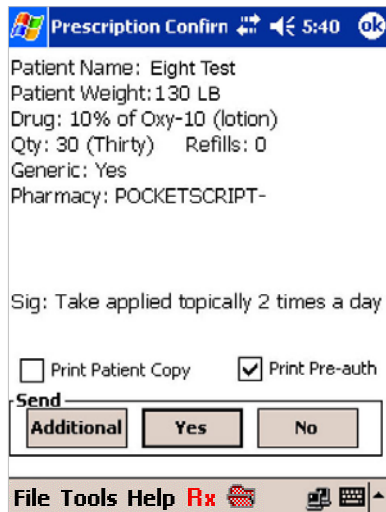 Prescription Confirm 5:40 ok
Patient Name: Eight Test
Patient Weight: 130 LB
Drug: 10% of Oxy-10 (lotion)
Qty: 30 (Thirty) Refills: 0
Generic: Yes
Pharmacy: POCKETSCRIPT-
Sig: Take applied topically 2 times a day
Print Patient Copy Print Pre-auth
Send
Additional Yes No
File Tools Help Rx